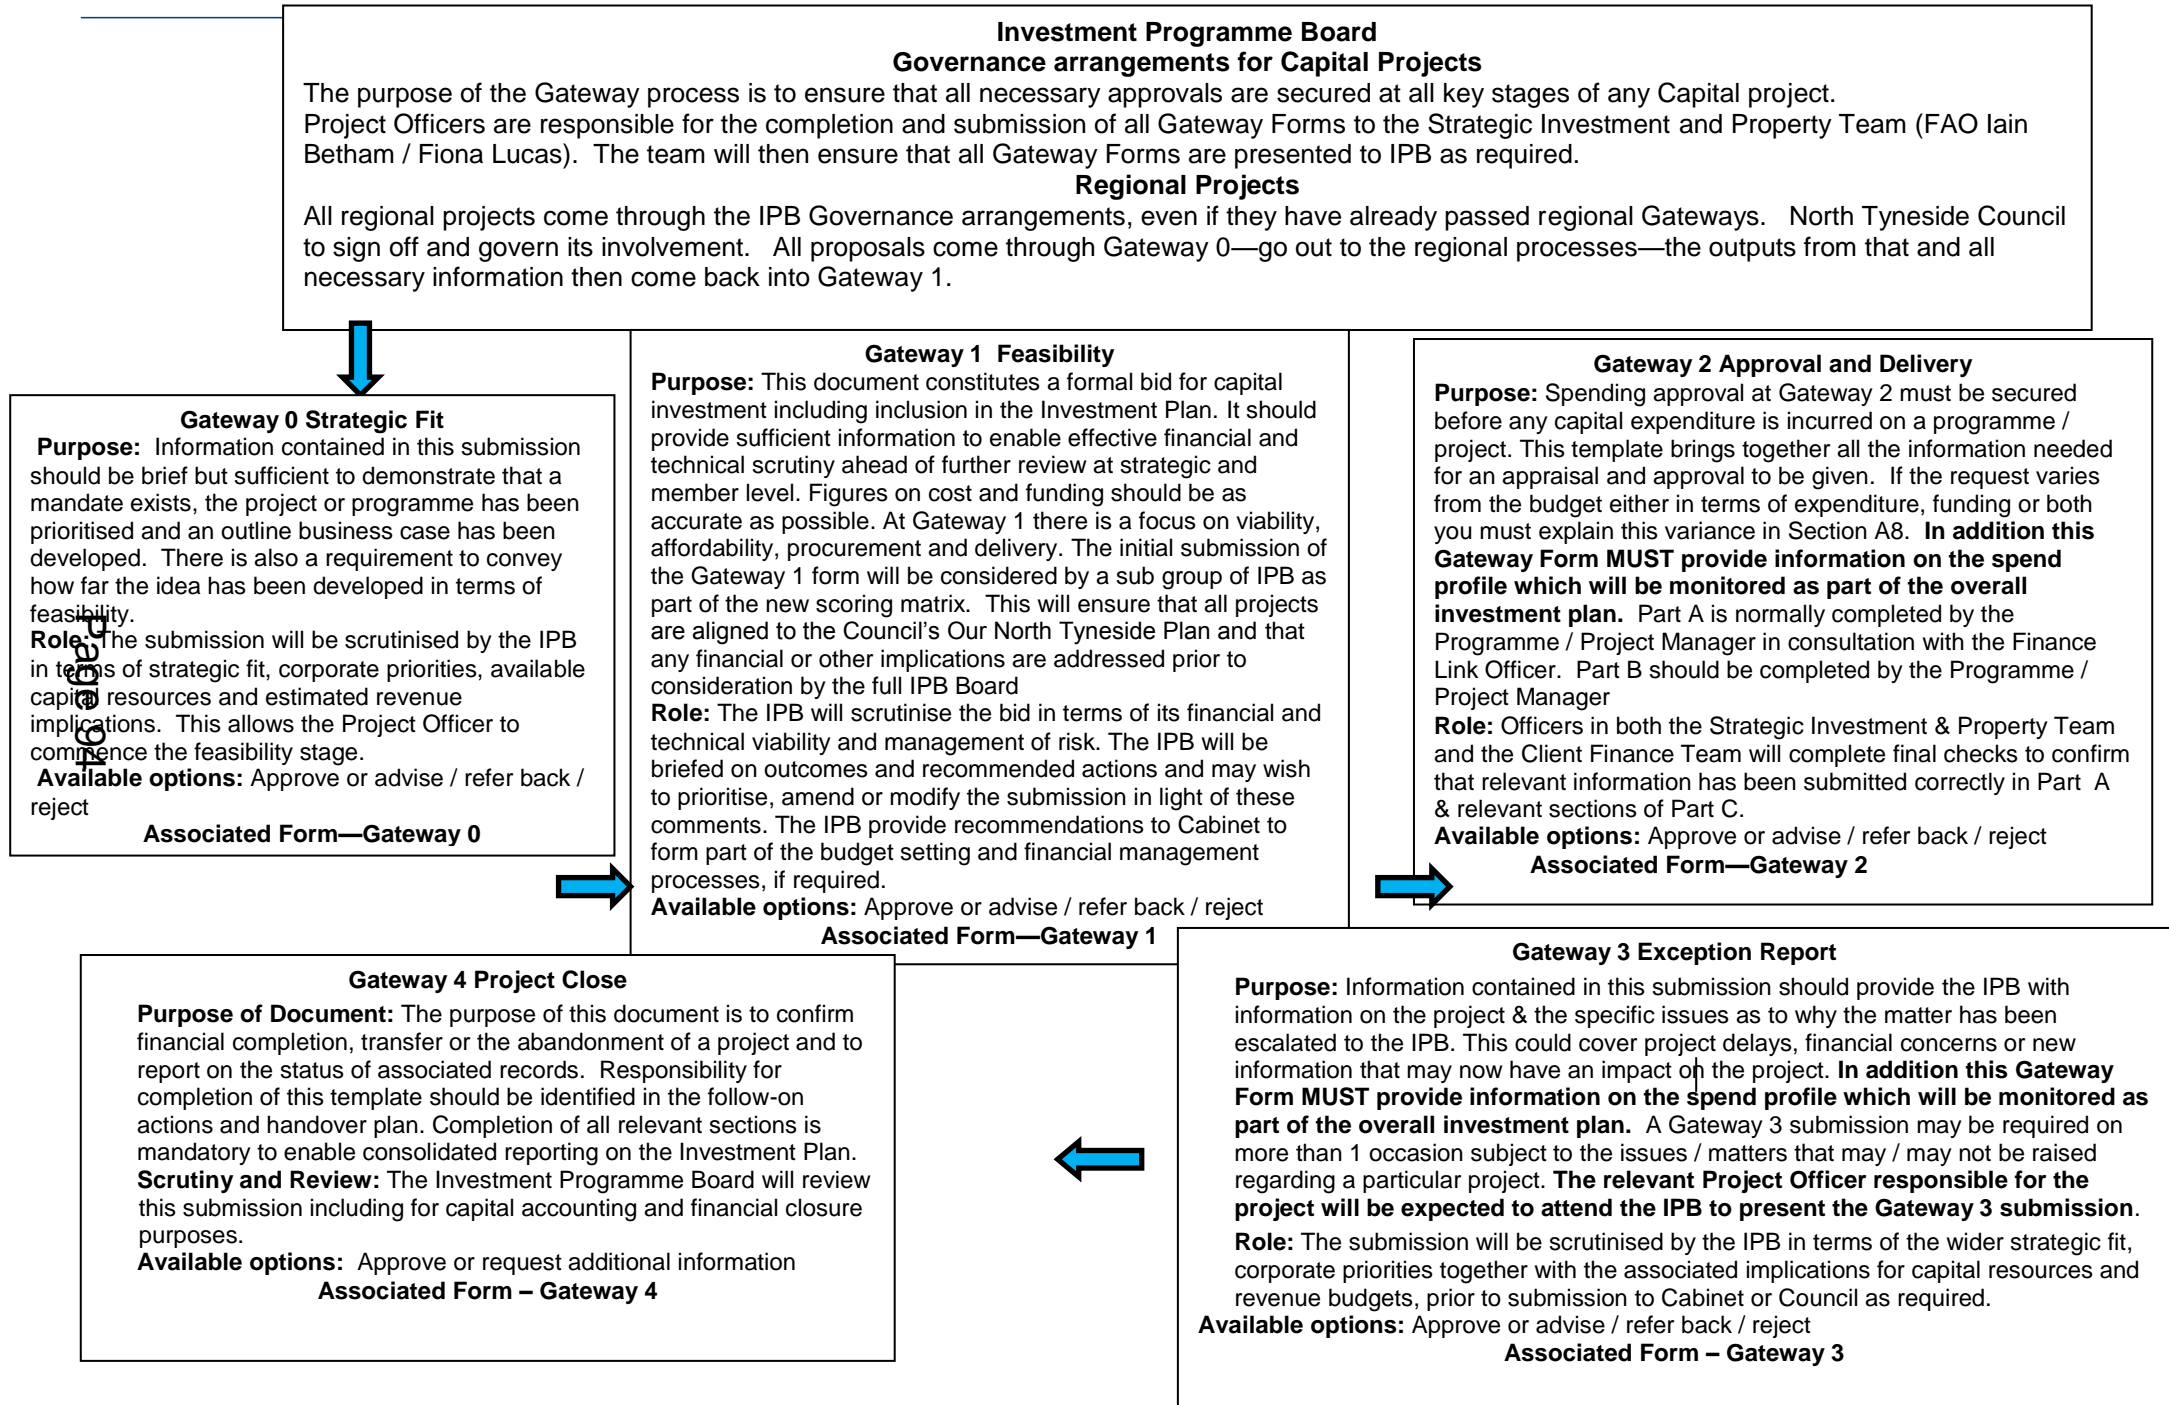 Investment Programme Board
Governance arrangements for Capital Projects
The purpose of the Gateway process is to ensure that all necessary approvals are secured at all key stages of any Capital project.
Project Officers are responsible for the completion and submission of all Gateway Forms to the Strategic Investment and Property Team (FAO Iain
Betham / Fiona Lucas).  The team will then ensure that all Gateway Forms are presented to IPB as required.
Regional Projects
All regional projects come through the IPB Governance arrangements, even if they have already passed regional Gateways.   North Tyneside Council
to sign off and govern its involvement.   All proposals come through Gateway 0—go out to the regional processes—the outputs from that and all
necessary information then come back into Gateway 1.
Gateway 0 Strategic Fit
Purpose:  Information contained in this submission
should be brief but sufficient to demonstrate that a
mandate exists, the project or programme has been
prioritised and an outline business case has been
developed.  There is also a requirement to convey
how far the idea has been developed in terms of
feasibility.
Role: The submission will be scrutinised by the IPB
in terms of strategic fit, corporate priorities, available
capital resources and estimated revenue
implications.  This allows the Project Officer to
commence the feasibility stage.
Available options: Approve or advise / refer back /
reject
Associated Form—Gateway 0
Page 94
Gateway 1  Feasibility
Purpose: This document constitutes a formal bid for capital
investment including inclusion in the Investment Plan. It should
provide sufficient information to enable effective financial and
technical scrutiny ahead of further review at strategic and
member level. Figures on cost and funding should be as
accurate as possible. At Gateway 1 there is a focus on viability,
affordability, procurement and delivery. The initial submission of
the Gateway 1 form will be considered by a sub group of IPB as
part of the new scoring matrix.  This will ensure that all projects
are aligned to the Council's Our North Tyneside Plan and that
any financial or other implications are addressed prior to
consideration by the full IPB Board
Role: The IPB will scrutinise the bid in terms of its financial and
technical viability and management of risk. The IPB will be
briefed on outcomes and recommended actions and may wish
to prioritise, amend or modify the submission in light of these
comments. The IPB provide recommendations to Cabinet to
form part of the budget setting and financial management
processes, if required.
Available options: Approve or advise / refer back / reject
Associated Form—Gateway 1
Gateway 2 Approval and Delivery
Purpose: Spending approval at Gateway 2 must be secured
before any capital expenditure is incurred on a programme /
project. This template brings together all the information needed
for an appraisal and approval to be given.  If the request varies
from the budget either in terms of expenditure, funding or both
you must explain this variance in Section A8.  In addition this
Gateway Form MUST provide information on the spend
profile which will be monitored as part of the overall
investment plan.  Part A is normally completed by the
Programme / Project Manager in consultation with the Finance
Link Officer.  Part B should be completed by the Programme /
Project Manager
Role: Officers in both the Strategic Investment & Property Team
and the Client Finance Team will complete final checks to confirm
that relevant information has been submitted correctly in Part  A
& relevant sections of Part C.
Available options: Approve or advise / refer back / reject
Associated Form—Gateway 2
Gateway 3 Exception Report
Purpose: Information contained in this submission should provide the IPB with
information on the project & the specific issues as to why the matter has been
escalated to the IPB. This could cover project delays, financial concerns or new
information that may now have an impact on the project. In addition this Gateway
Form MUST provide information on the spend profile which will be monitored as
part of the overall investment plan.  A Gateway 3 submission may be required on
more than 1 occasion subject to the issues / matters that may / may not be raised
regarding a particular project. The relevant Project Officer responsible for the
project will be expected to attend the IPB to present the Gateway 3 submission.
Role: The submission will be scrutinised by the IPB in terms of the wider strategic fit,
corporate priorities together with the associated implications for capital resources and
revenue budgets, prior to submission to Cabinet or Council as required.
Available options: Approve or advise / refer back / reject
Associated Form – Gateway 3
Gateway 4 Project Close
Purpose of Document: The purpose of this document is to confirm
financial completion, transfer or the abandonment of a project and to
report on the status of associated records.  Responsibility for
completion of this template should be identified in the follow-on
actions and handover plan. Completion of all relevant sections is
mandatory to enable consolidated reporting on the Investment Plan.
Scrutiny and Review: The Investment Programme Board will review
this submission including for capital accounting and financial closure
purposes.
Available options:  Approve or request additional information
Associated Form – Gateway 4